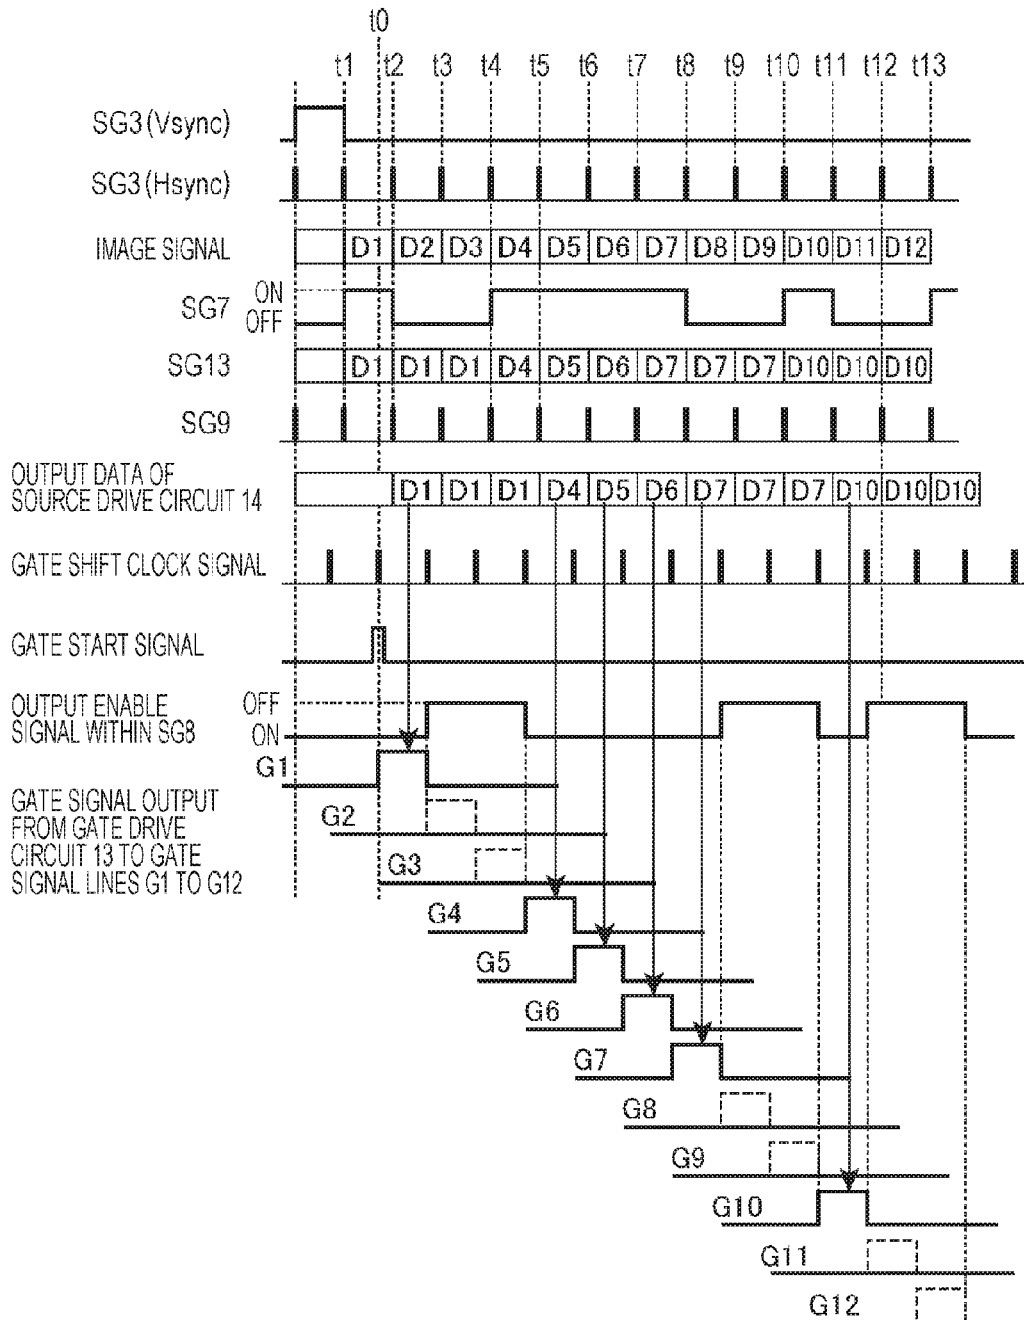 t0
t1 t2 t3 t4 t5 t6 t7 t8 t9 t10 t11 t12 t13
SG3(Vsync)
SG3(Hsync)
IMAGE SIGNAL D1 D2 D3 D4 D5 D6 D7 D8 D9 D10 D11 D12
SG7 ON
OFF
SG13 D1 D1 D1 D4 D5 D6 D7 D7 D7 D10 D10 D10
SG9
OUTPUT DATA OF
SOURCE DRIVE CIRCUIT 14 D1 D1 D1 D4 D5 D6 D7 D7 D7 D10 D10 D10
GATE SHIFT CLOCK SIGNAL
GATE START SIGNAL
OUTPUT ENABLE OFF
SIGNAL WITHIN SG8 ON
G1
GATE SIGNAL OUTPUT
FROM GATE DRIVE
CIRCUIT 13 TO GATE
SIGNAL LINES G1 TO G12
G2
G3
G4
G5
G6
G7
G8
G9
G10
G11
G12